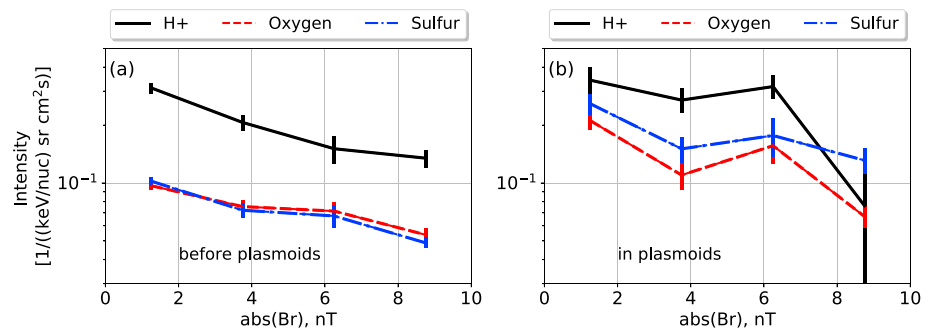 H+ Oxygen Sulfur
H+ Oxygen Sulfur
(a)
(b)
Intensity
[1/((keV/nuc) sr cm²s)]
10⁻¹
10⁻¹
before plasmoids
in plasmoids
0 2 4 6 8 10
0 2 4 6 8 10
abs(Br), nT
abs(Br), nT